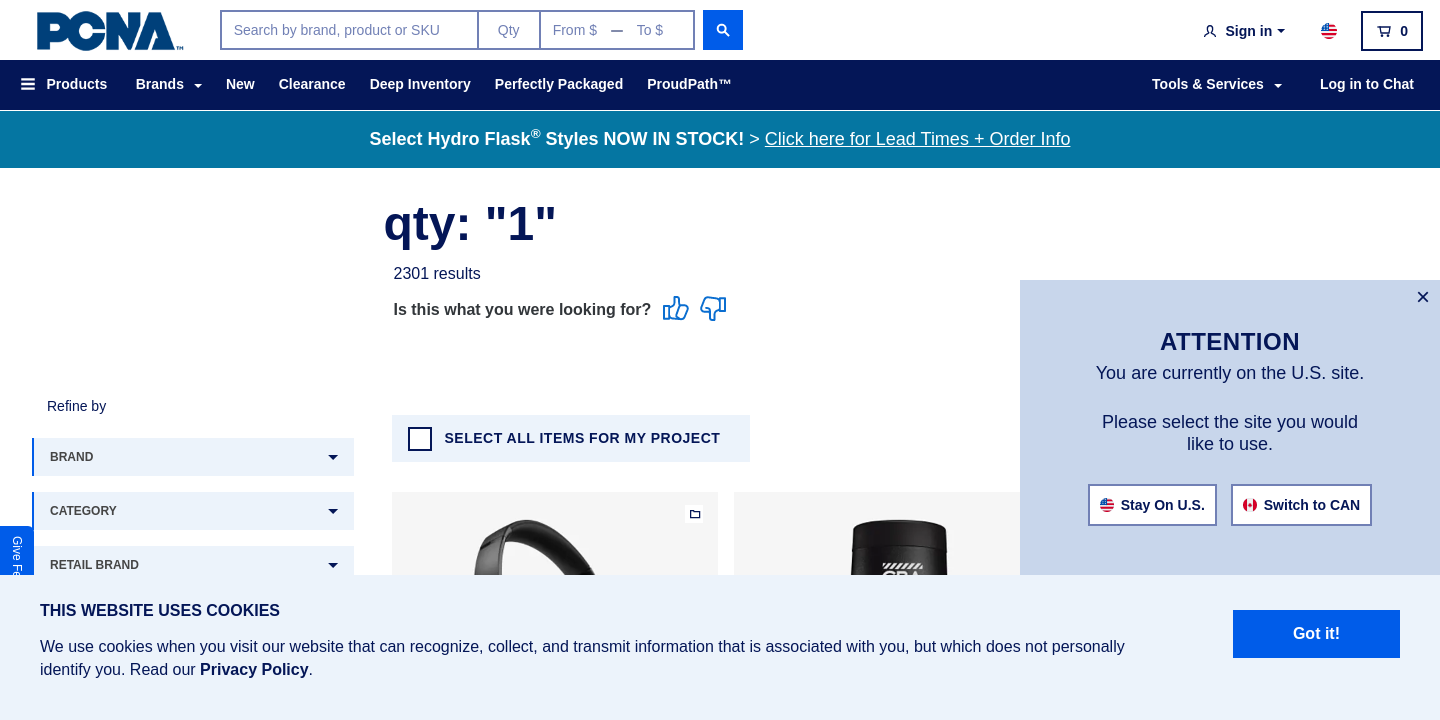 PCNA™
Search by brand, product or SKU
Qty
From $ — To $
Sign in
0
Products
Brands
New
Clearance
Deep Inventory
Perfectly Packaged
ProudPath™
Tools & Services
Log in to Chat
Select Hydro Flask® Styles NOW IN STOCK! > Click here for Lead Times + Order Info
qty: "1"
2301 results
Is this what you were looking for?
ATTENTION
You are currently on the U.S. site.
Please select the site you would
like to use.
Stay On U.S.
Switch to CAN
Refine by
SELECT ALL ITEMS FOR MY PROJECT
BRAND
CATEGORY
RETAIL BRAND
THIS WEBSITE USES COOKIES
We use cookies when you visit our website that can recognize, collect, and transmit information that is associated with you, but which does not personally
identify you. Read our Privacy Policy.
Got it!